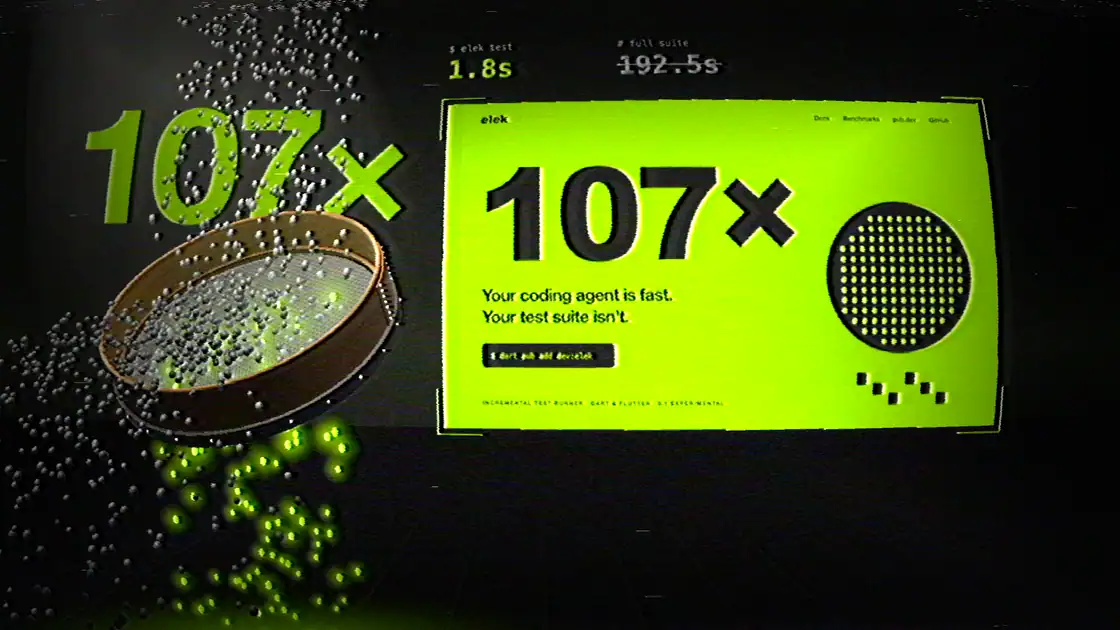 $ elek test
1.8s
# full suite
192.5s
107×
elek
Docs Benchmarks pub.dev GitHub
107×
Your coding agent is fast.
Your test suite isn't.
$ dart pub add dev:elek
INCREMENTAL TEST RUNNER · DART & FLUTTER · 0.1 EXPERIMENTAL